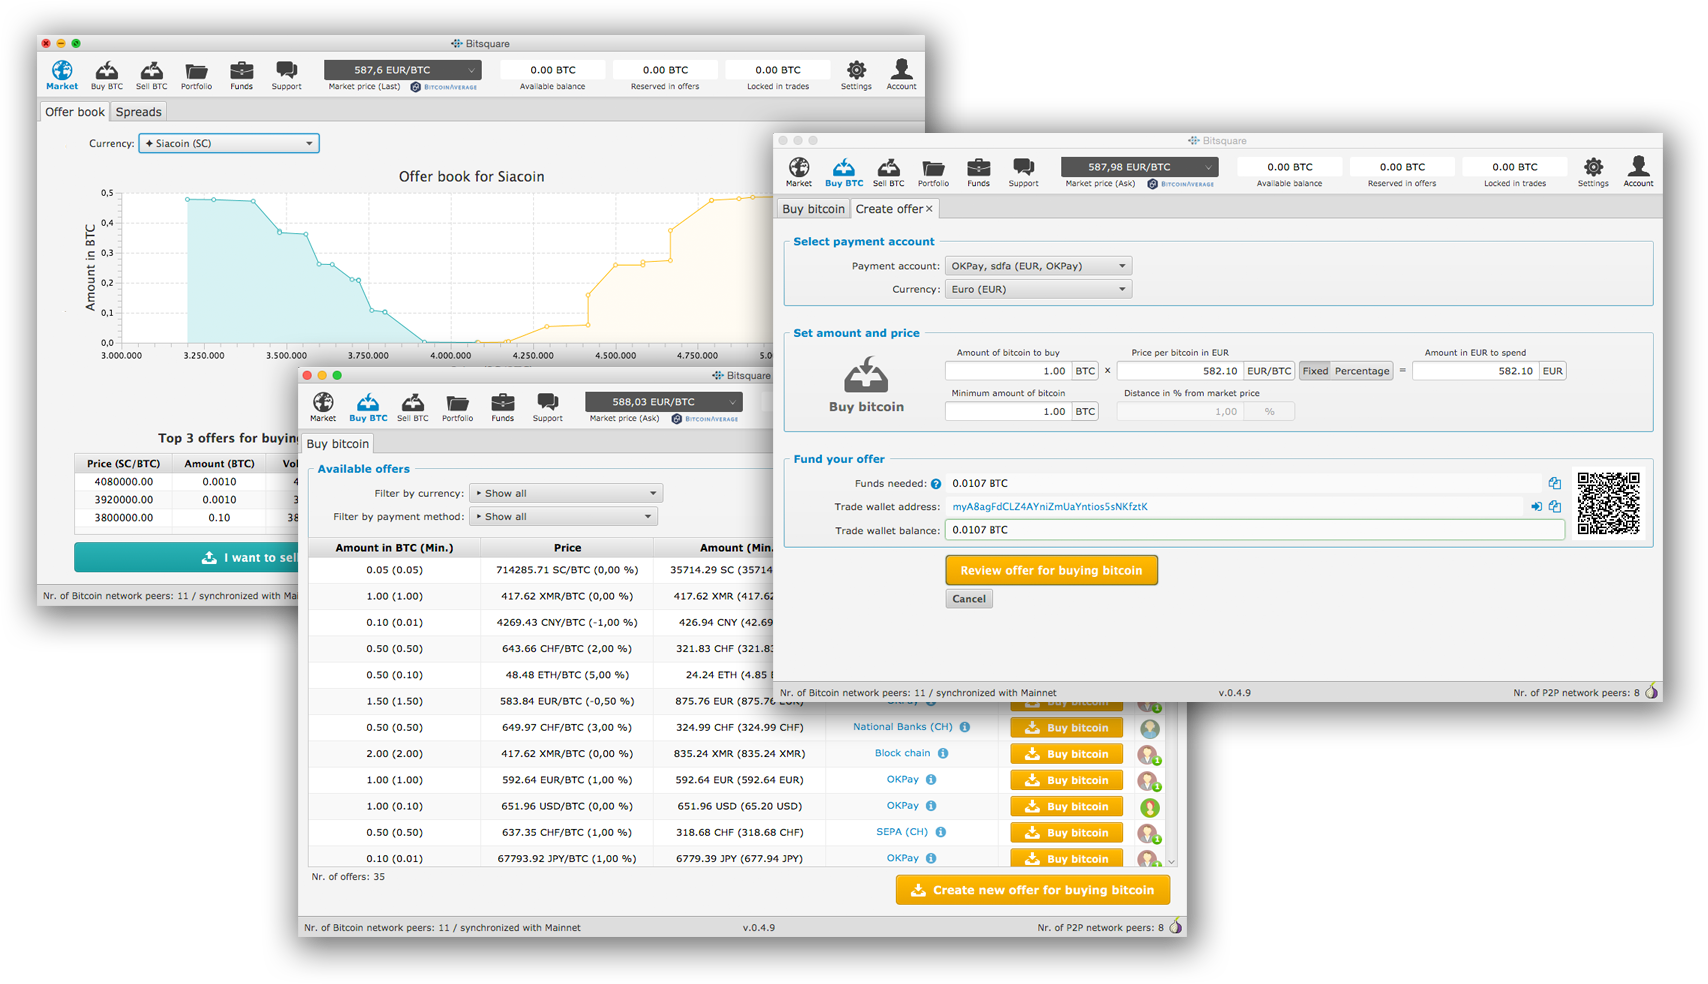 Bitsquare
Market Buy BTC Sell BTC Portfolio Funds Support
587,6 EUR/BTC
Market price (Last) BITCOINAVERAGE
0.00 BTC 0.00 BTC 0.00 BTC
Available balance Reserved in offers Locked in trades
Settings Account
Offer book Spreads
Currency: Siacoin (SC)
Offer book for Siacoin
Amount in BTC
0,5
0,4
0,3
0,2
0,1
0,0
3.000.000 3.250.000 3.500.000 3.750.000 4.000.000 4.250.000 4.500.000 4.750.000 5.0
Top 3 offers for buying
Price (SC/BTC) Amount (BTC) Vol
4080000.00 0.0010 4
3920000.00 0.0010 3
3800000.00 0.10 38
I want to sell
Nr. of Bitcoin network peers: 11 / synchronized with Ma
Bitsquare
Market Buy BTC Sell BTC Portfolio Funds Support
588,03 EUR/BTC
Market price (Ask) BITCOINAVERAGE
Buy bitcoin
Available offers
Filter by currency: Show all
Filter by payment method: Show all
Amount in BTC (Min.) Price Amount (Min.
0.05 (0.05) 714285.71 SC/BTC (0,00 %) 35714.29 SC (35714
1.00 (1.00) 417.62 XMR/BTC (0,00 %) 417.62 XMR (417.62
0.10 (0.01) 4269.43 CNY/BTC (-1,00 %) 426.94 CNY (42.69
0.50 (0.50) 643.66 CHF/BTC (2,00 %) 321.83 CHF (321.83
0.50 (0.10) 48.48 ETH/BTC (5,00 %) 24.24 ETH (4.85 E
1.50 (1.50) 583.84 EUR/BTC (-0,50 %) 875.76 EUR (875.76 EUR) OKPay Buy bitcoin
0.50 (0.50) 649.97 CHF/BTC (3,00 %) 324.99 CHF (324.99 CHF) National Banks (CH) Buy bitcoin
2.00 (2.00) 417.62 XMR/BTC (0,00 %) 835.24 XMR (835.24 XMR) Block chain Buy bitcoin 1
1.00 (1.00) 592.64 EUR/BTC (1,00 %) 592.64 EUR (592.64 EUR) OKPay Buy bitcoin 1
1.00 (0.10) 651.96 USD/BTC (0,00 %) 651.96 USD (65.20 USD) OKPay Buy bitcoin
0.50 (0.50) 637.35 CHF/BTC (1,00 %) 318.68 CHF (318.68 CHF) SEPA (CH) Buy bitcoin 1
0.10 (0.01) 67793.92 JPY/BTC (1,00 %) 6779.39 JPY (677.94 JPY) OKPay Buy bitcoin
Nr. of offers: 35
Create new offer for buying bitcoin
Nr. of Bitcoin network peers: 11 / synchronized with Mainnet v.0.4.9 Nr. of P2P network peers: 8
Bitsquare
Market Buy BTC Sell BTC Portfolio Funds Support
587,98 EUR/BTC
Market price (Ask) BITCOINAVERAGE
0.00 BTC 0.00 BTC 0.00 BTC
Available balance Reserved in offers Locked in trades
Settings Account
Buy bitcoin Create offer×
Select payment account
Payment account: OKPay, sdfa (EUR, OKPay)
Currency: Euro (EUR)
Set amount and price
Buy bitcoin
Amount of bitcoin to buy Price per bitcoin in EUR Amount in EUR to spend
1.00 BTC x 582.10 EUR/BTC Fixed Percentage = 582.10 EUR
Minimum amount of bitcoin Distance in % from market price
1.00 BTC 1,00 %
Fund your offer
Funds needed: ? 0.0107 BTC
Trade wallet address: myA8agFdCLZ4AYniZmUaYntios5sNKfztK
Trade wallet balance: 0.0107 BTC
Review offer for buying bitcoin
Cancel
Nr. of Bitcoin network peers: 11 / synchronized with Mainnet v.0.4.9 Nr. of P2P network peers: 8